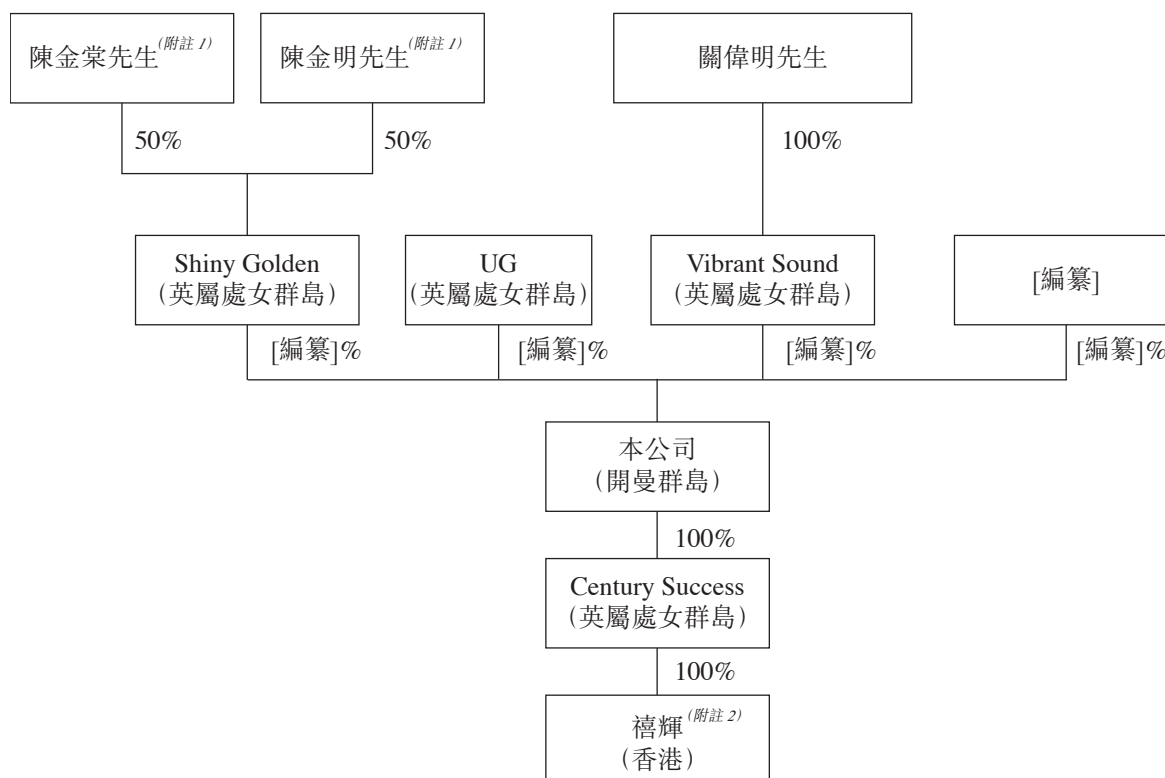 陳金棠先生(附註 1)
陳金明先生(附註 1)
關偉明先生
50%
50%
100%
Shiny Golden
(英屬處女群島)
UG
(英屬處女群島)
Vibrant Sound
(英屬處女群島)
[編纂]
[編纂]%
[編纂]%
[編纂]%
[編纂]%
本公司
(開曼群島)
100%
Century Success
(英屬處女群島)
100%
禧輝(附註 2)
(香港)